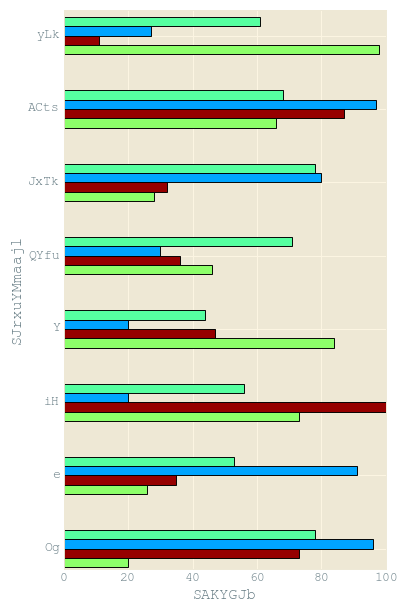 yLk
ACts
JxTk
QYfu
Y
iH
e
Og
SJrxuYMmaajl
0 20 40 60 80 100
SAKYGJb